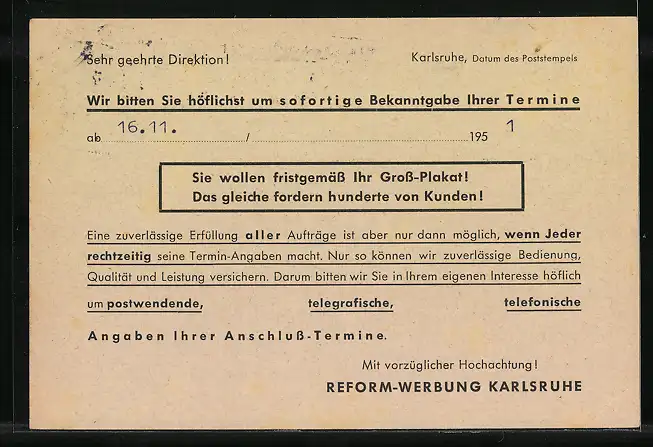 Sehr geehrte Direktion! Karlsruhe, Datum des Poststempels
Wir bitten Sie höflichst um sofortige Bekanntgabe Ihrer Termine
ab 16.11. / 195 1
Sie wollen fristgemäß Ihr Groß-Plakat!
Das gleiche fordern hunderte von Kunden!
Eine zuverlässige Erfüllung aller Aufträge ist aber nur dann möglich, wenn Jeder
rechtzeitig seine Termin-Angaben macht. Nur so können wir zuverlässige Bedienung,
Qualität und Leistung versichern. Darum bitten wir Sie in Ihrem eigenen Interesse höflich
um postwendende, telegrafische, telefonische
Angaben Ihrer Anschluß-Termine.
Mit vorzüglicher Hochachtung!
REFORM-WERBUNG KARLSRUHE